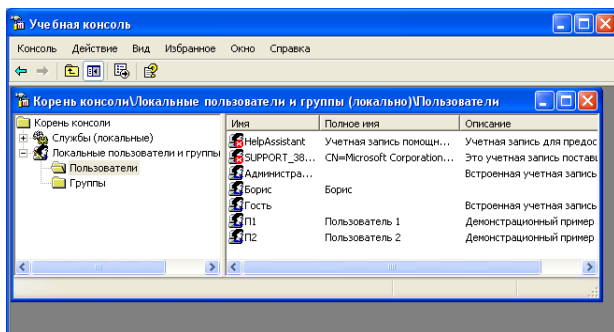 Учебная консоль
Консоль Действие Вид Избранное Окно Справка
Корень консоли\Локальные пользователи и группы (локально)\Пользователи
Корень консоли
Службы (локальные)
Локальные пользователи и группы
Пользователи
Группы
Имя Полное имя Описание
HelpAssistant Учетная запись помощн... Учетная запись для предос
SUPPORT_38... CN=Microsoft Corporation... Это учетная запись постав
Администра... Встроенная учетная запись
Борис Борис
Гость Встроенная учетная запись
П1 Пользователь 1 Демонстрационный пример
П2 Пользователь 2 Демонстрационный пример